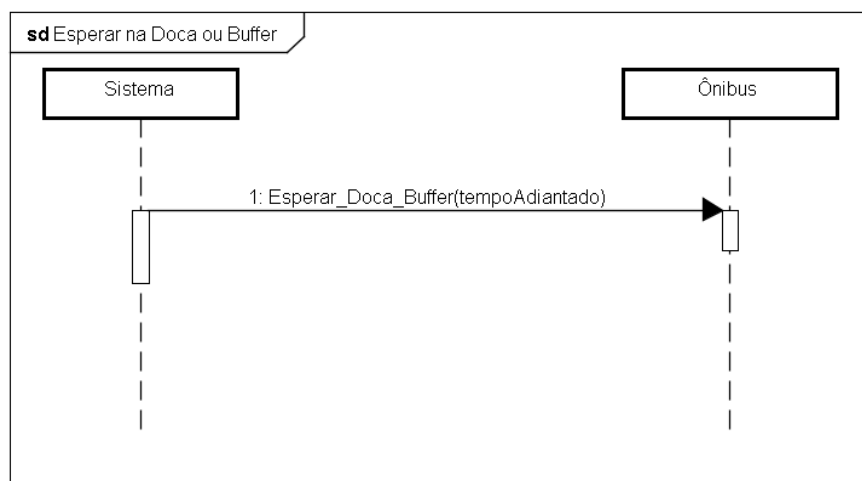 sd Esperar na Doca ou Buffer
Sistema
Ônibus
1: Esperar_Doca_Buffer(tempoAdiantado)